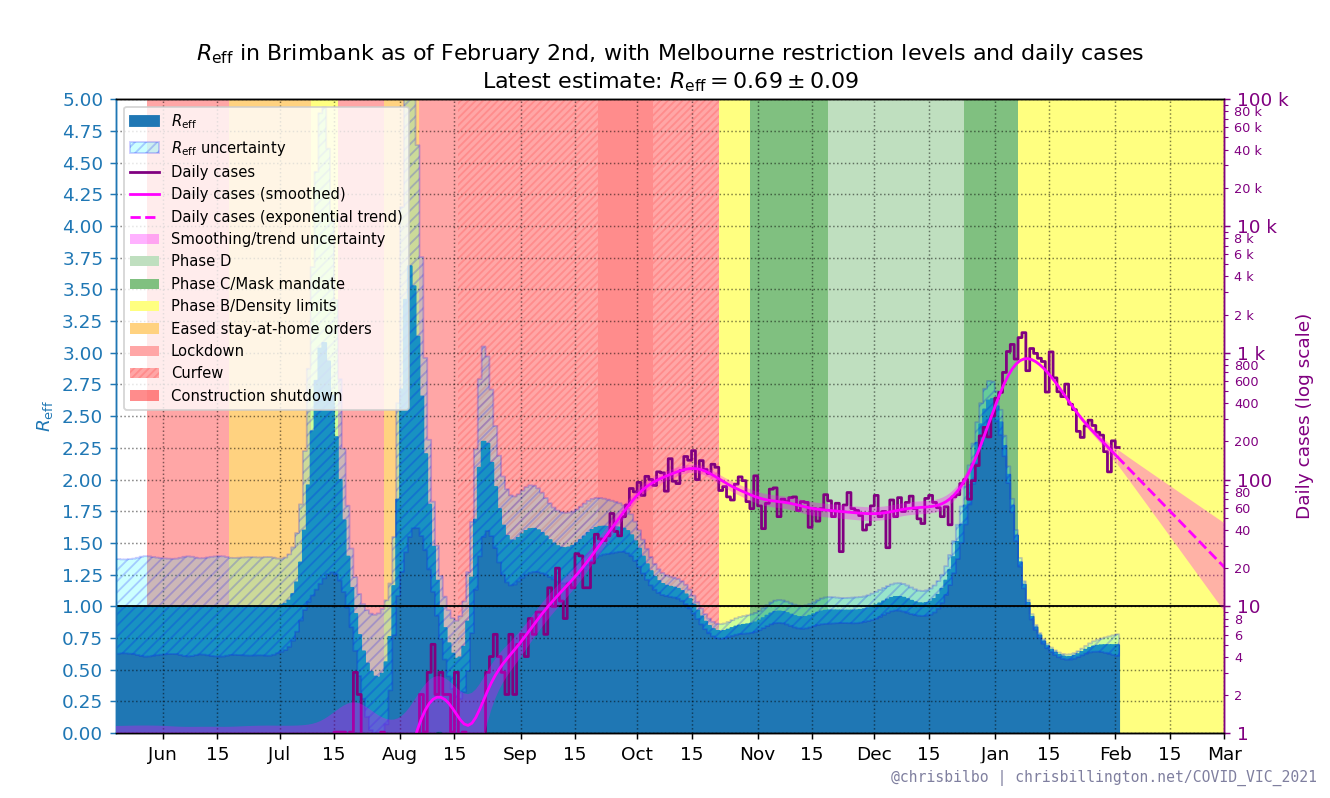 R_eff in Brimbank as of February 2nd, with Melbourne restriction levels and daily cases
Latest estimate: R_eff = 0.69 ± 0.09
R_eff
R_eff uncertainty
Daily cases
Daily cases (smoothed)
Daily cases (exponential trend)
Smoothing/trend uncertainty
Phase D
Phase C/Mask mandate
Phase B/Density limits
Eased stay-at-home orders
Lockdown
Curfew
Construction shutdown
R_eff
5.00
4.75
4.50
4.25
4.00
3.75
3.50
3.25
3.00
2.75
2.50
2.25
2.00
1.75
1.50
1.25
1.00
0.75
0.50
0.25
0.00
Jun 15 Jul 15 Aug 15 Sep 15 Oct 15 Nov 15 Dec 15 Jan 15 Feb 15 Mar
100 k
80 k
60 k
40 k
20 k
10 k
8 k
6 k
4 k
2 k
1 k
800
600
400
200
100
80
60
40
20
10
8
6
4
2
1
Daily cases (log scale)
@chrisbilbo | chrisbillington.net/COVID_VIC_2021